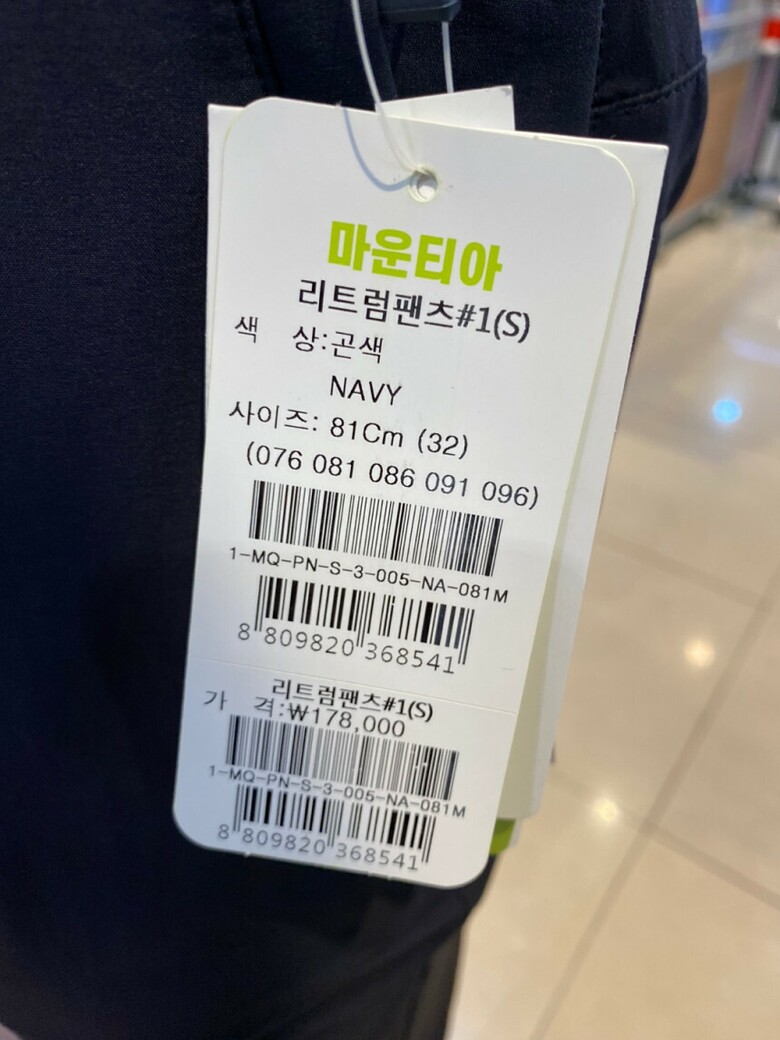 마운티아
리트럼팬츠#1(S)
색 상:곤색
NAVY
사이즈: 81Cm (32)
(076 081 086 091 096)
1-MQ-PN-S-3-005-NA-081M
8 809820 368541
리트럼팬츠#1(S)
가 격:₩178,000
1-MQ-PN-S-3-005-NA-081M
8 809820 368541